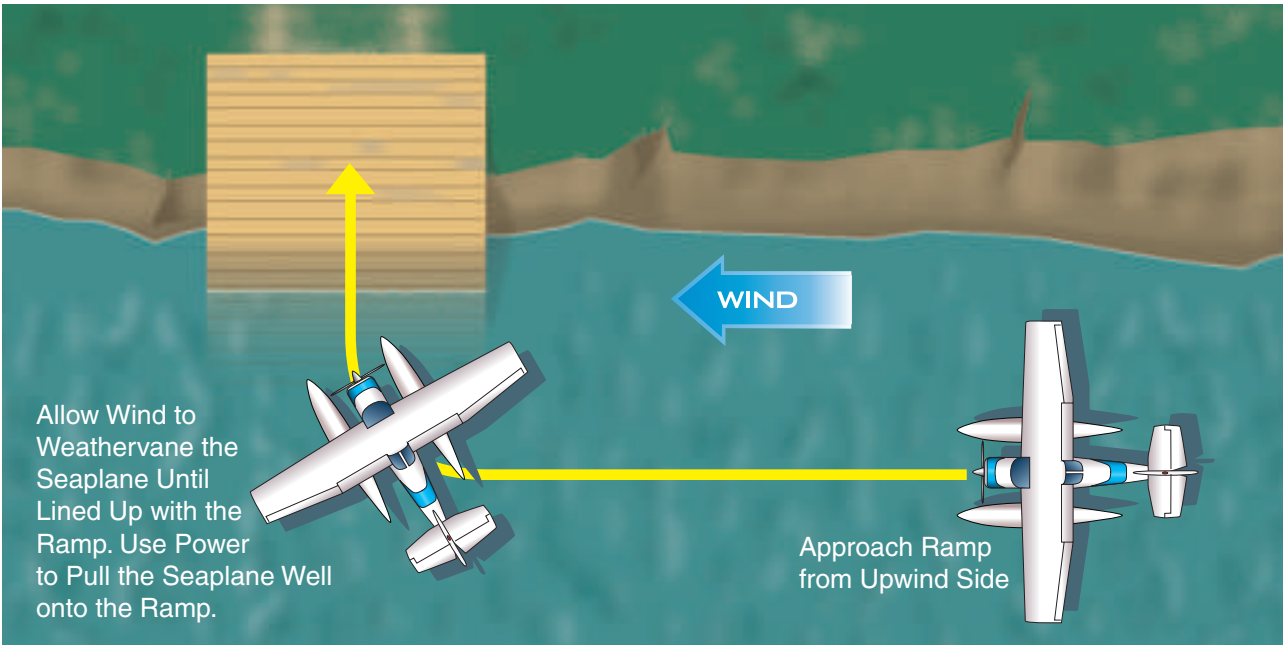 WIND
Allow Wind to
Weathervane the
Seaplane Until
Lined Up with the
Ramp. Use Power
to Pull the Seaplane Well
onto the Ramp.
Approach Ramp
from Upwind Side